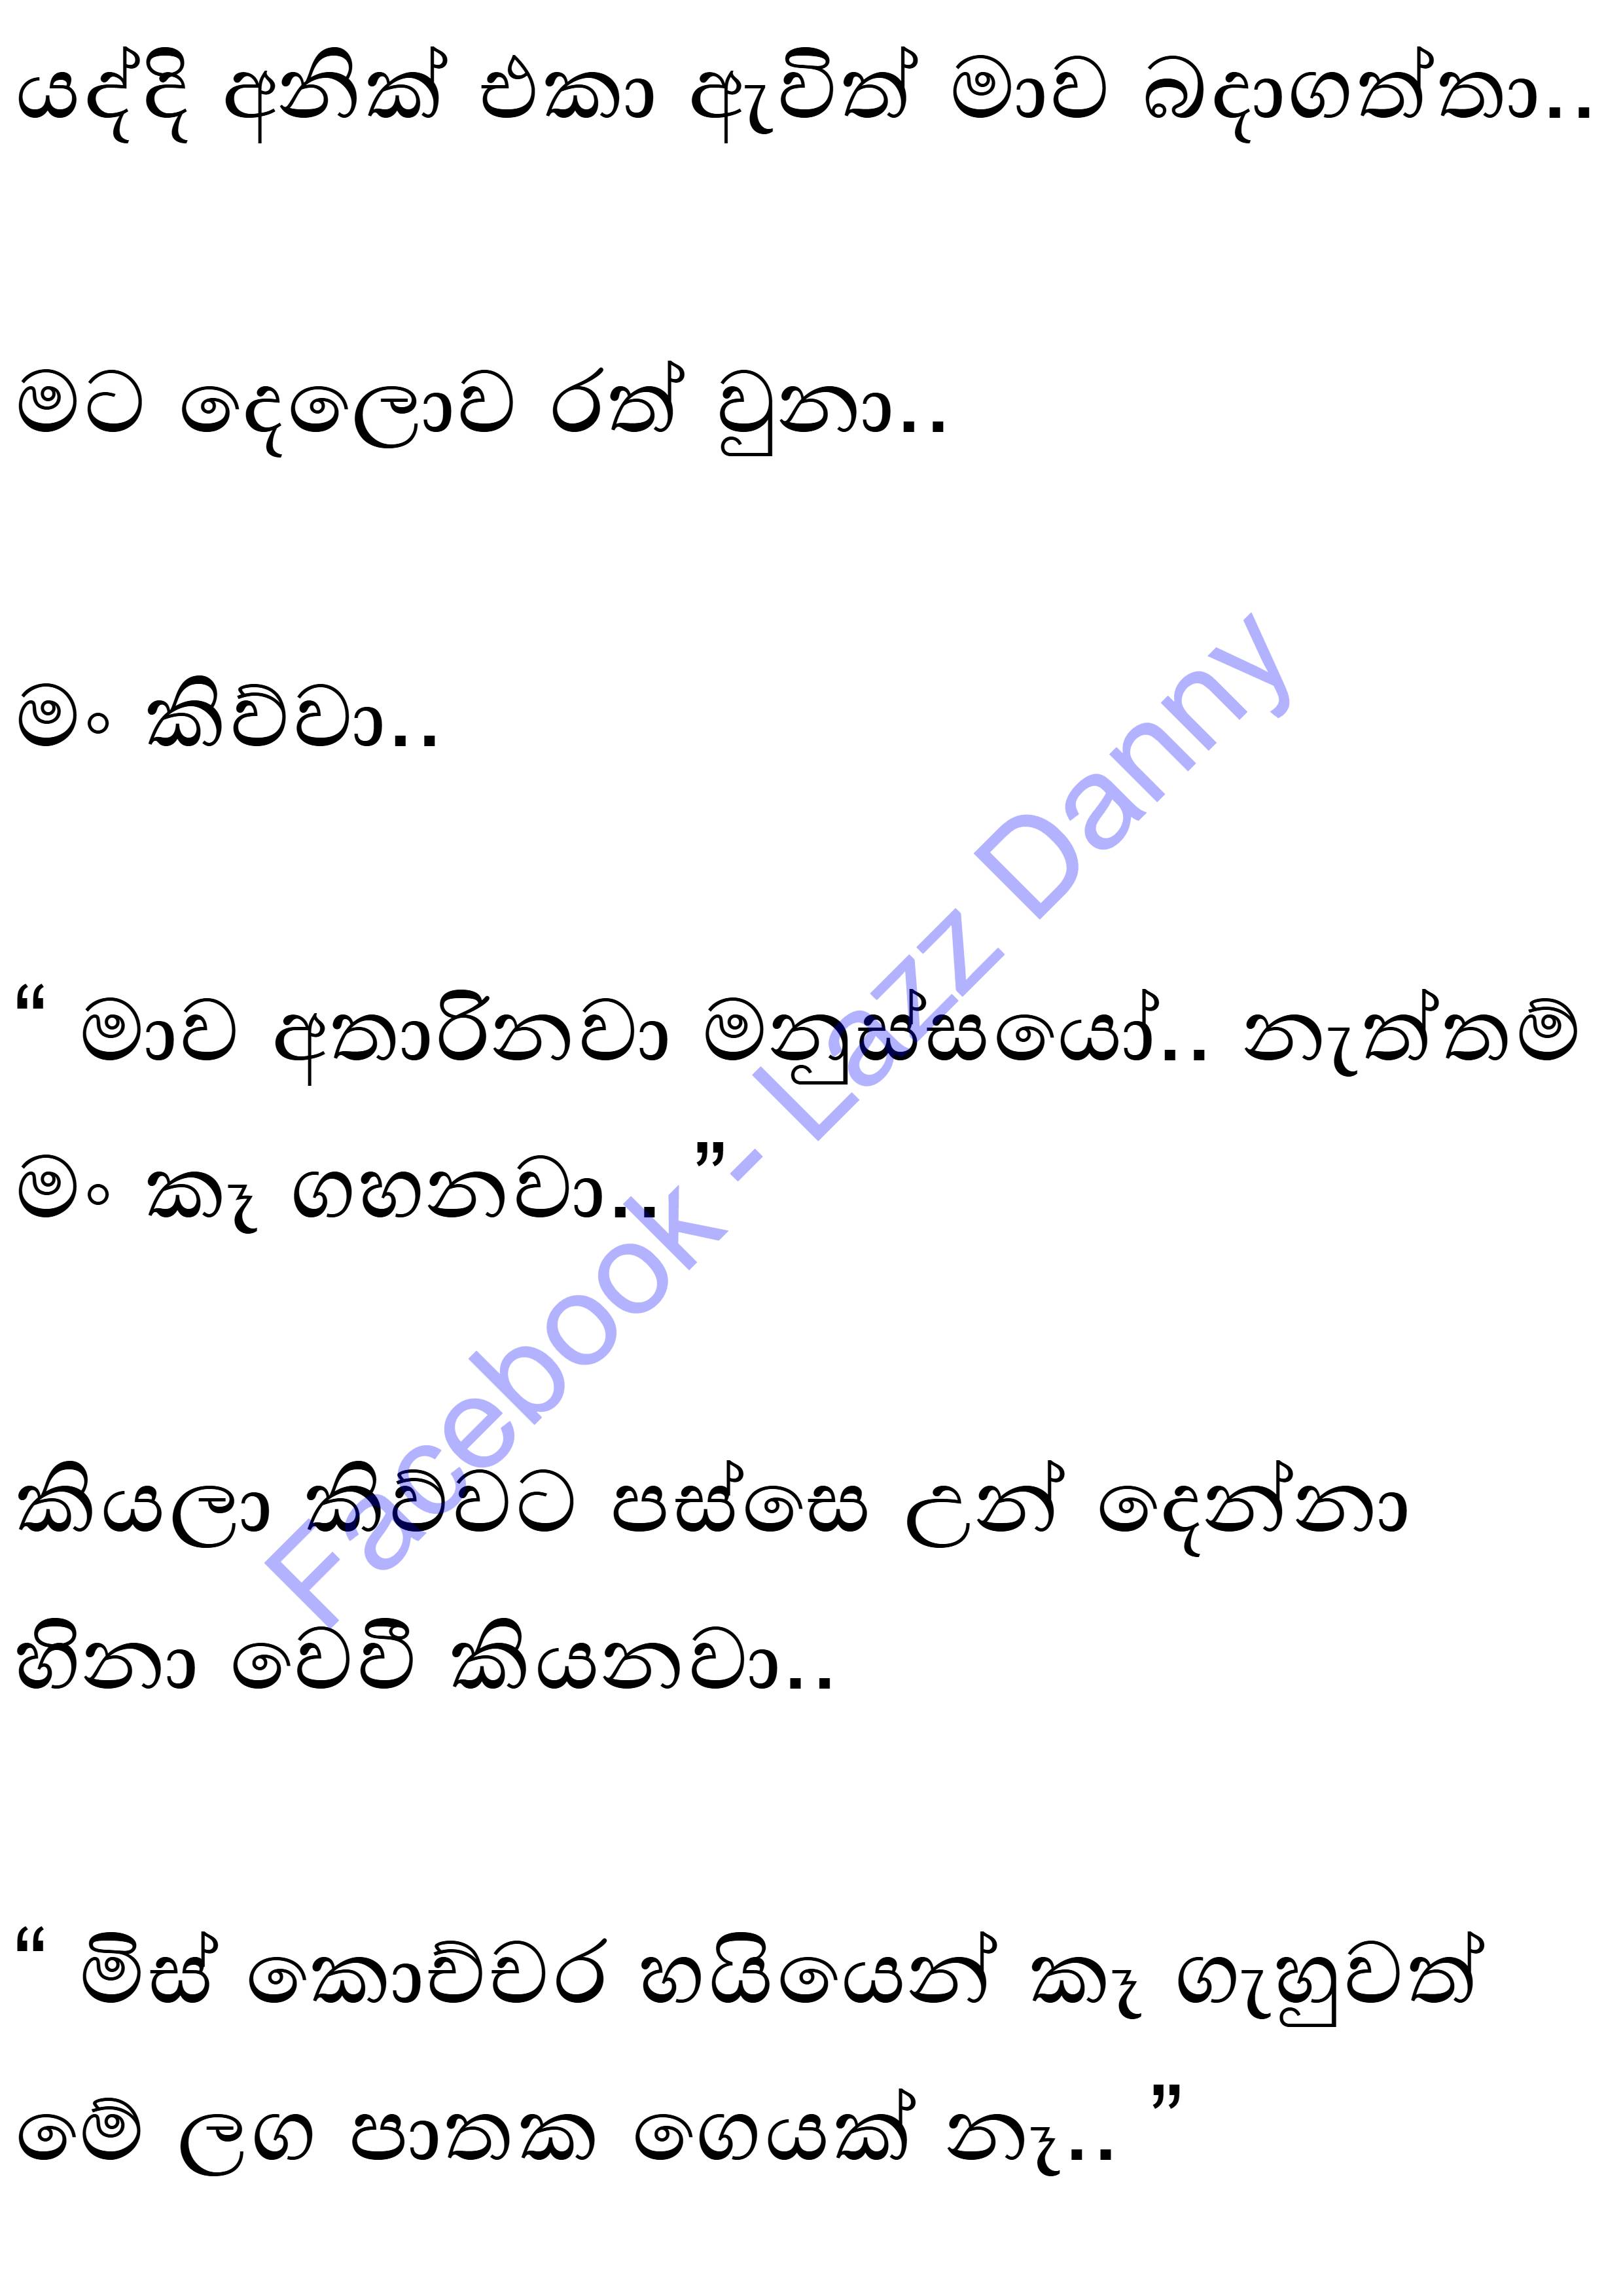 යද්දි අනික් එකා ඇවිත් මාව බදාගත්තා..
මට දෙලොව රත් වුනා..
මං කිව්වා..
“ මාව අතාරිනවා මනුස්සයෝ.. නැත්තම්
මං කෑ ගහනවා.. ”
කියලා කිව්වට පස්සෙ උන් දෙන්නා
හිනා වෙවී කියනවා..
“ මිස් කොච්චර හයියෙන් කෑ ගැහුවත්
මේ ලග පාතක ගෙයක් නෑ.. ”
Facebook - Lazz Danny